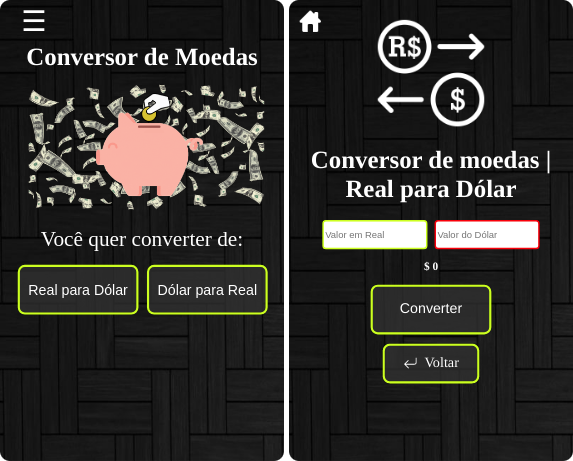 Conversor de Moedas
Você quer converter de:
Real para Dólar
Dólar para Real
R$
$
Conversor de moedas |
Real para Dólar
Valor em Real
Valor do Dólar
$ 0
Converter
Voltar